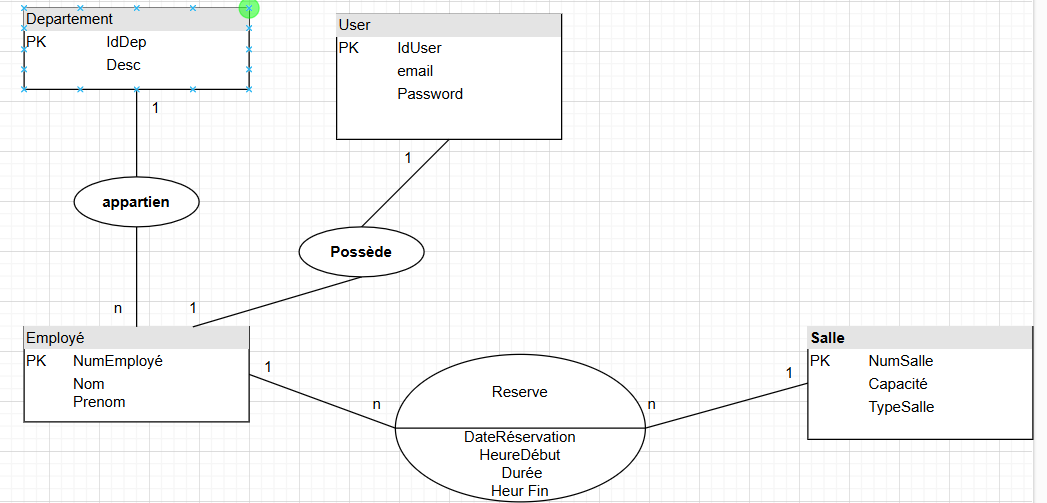 Departement
PK IdDep
Desc
1
User
PK IdUser
email
Password
1
appartien
Possède
n
1
Employé
PK NumEmployé
Nom
Prenom
1
n
Reserve
DateRéservation
HeureDébut
Durée
Heur Fin
n
1
Salle
PK NumSalle
Capacité
TypeSalle